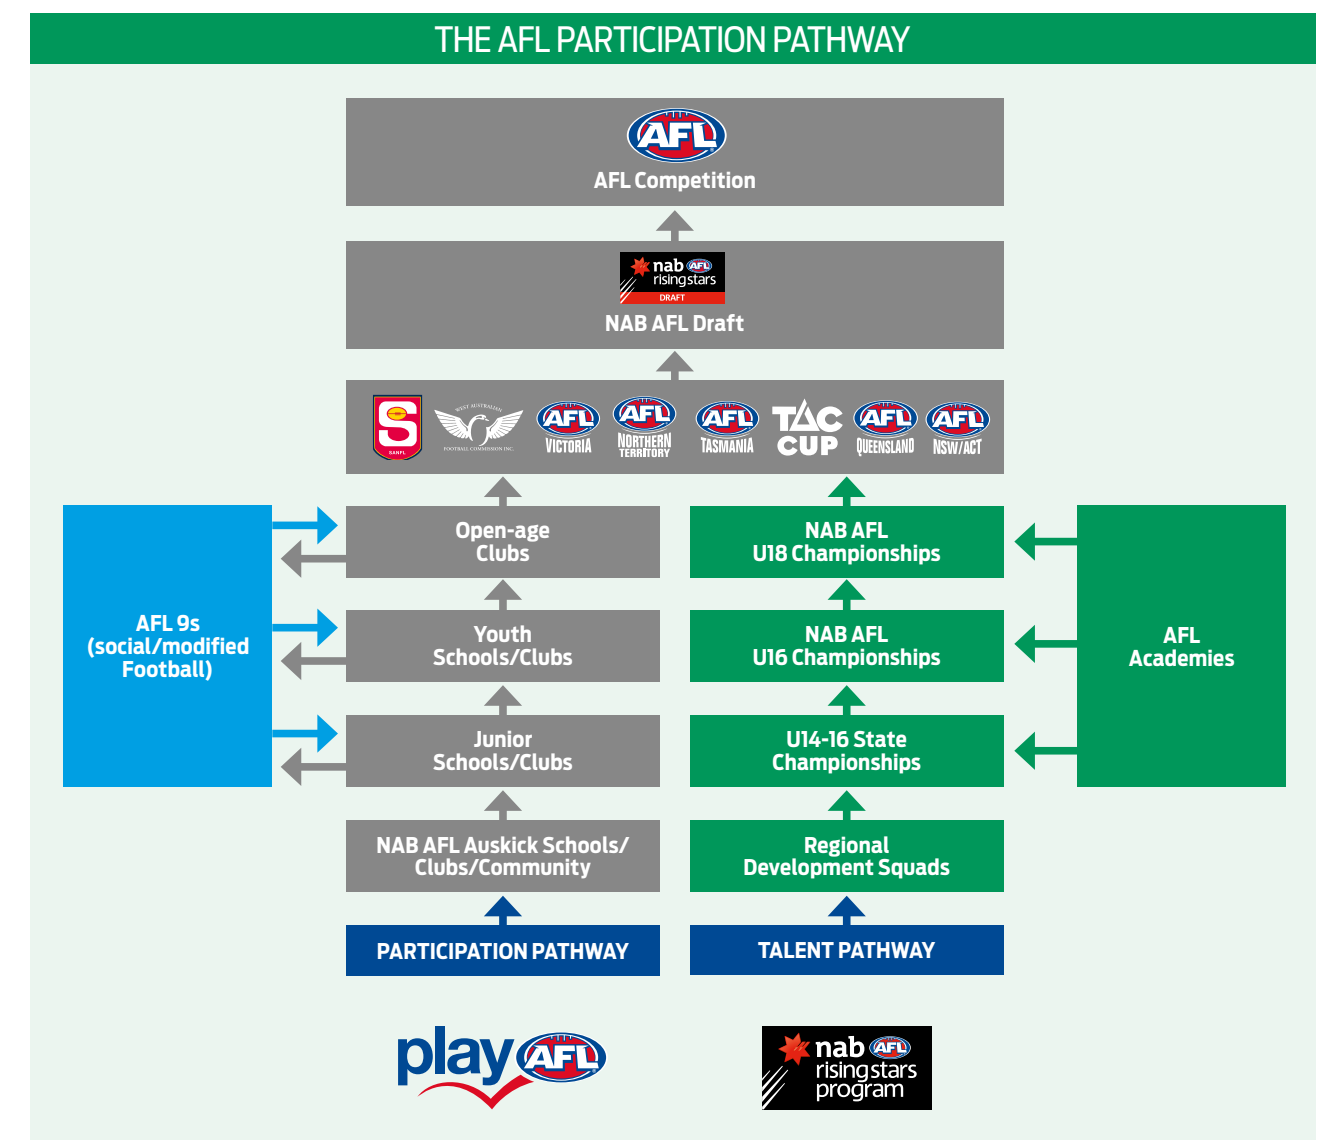 THE AFL PARTICIPATION PATHWAY
AFL
AFL Competition
nab AFL
rising stars
DRAFT
NAB AFL Draft
S
SANFL
WEST AUSTRALIAN
FOOTBALL COMMISSION INC.
AFL
VICTORIA
AFL
NORTHERN
TERRITORY
AFL
TASMANIA
TAC
CUP
AFL
QUEENSLAND
AFL
NSW/ACT
Open-age
Clubs
NAB AFL
U18 Championships
AFL 9s
(social/modified
Football)
Youth
Schools/Clubs
NAB AFL
U16 Championships
AFL
Academies
Junior
Schools/Clubs
U14-16 State
Championships
NAB AFL Auskick Schools/
Clubs/Community
Regional
Development Squads
PARTICIPATION PATHWAY
TALENT PATHWAY
play AFL
nab AFL
rising stars
program